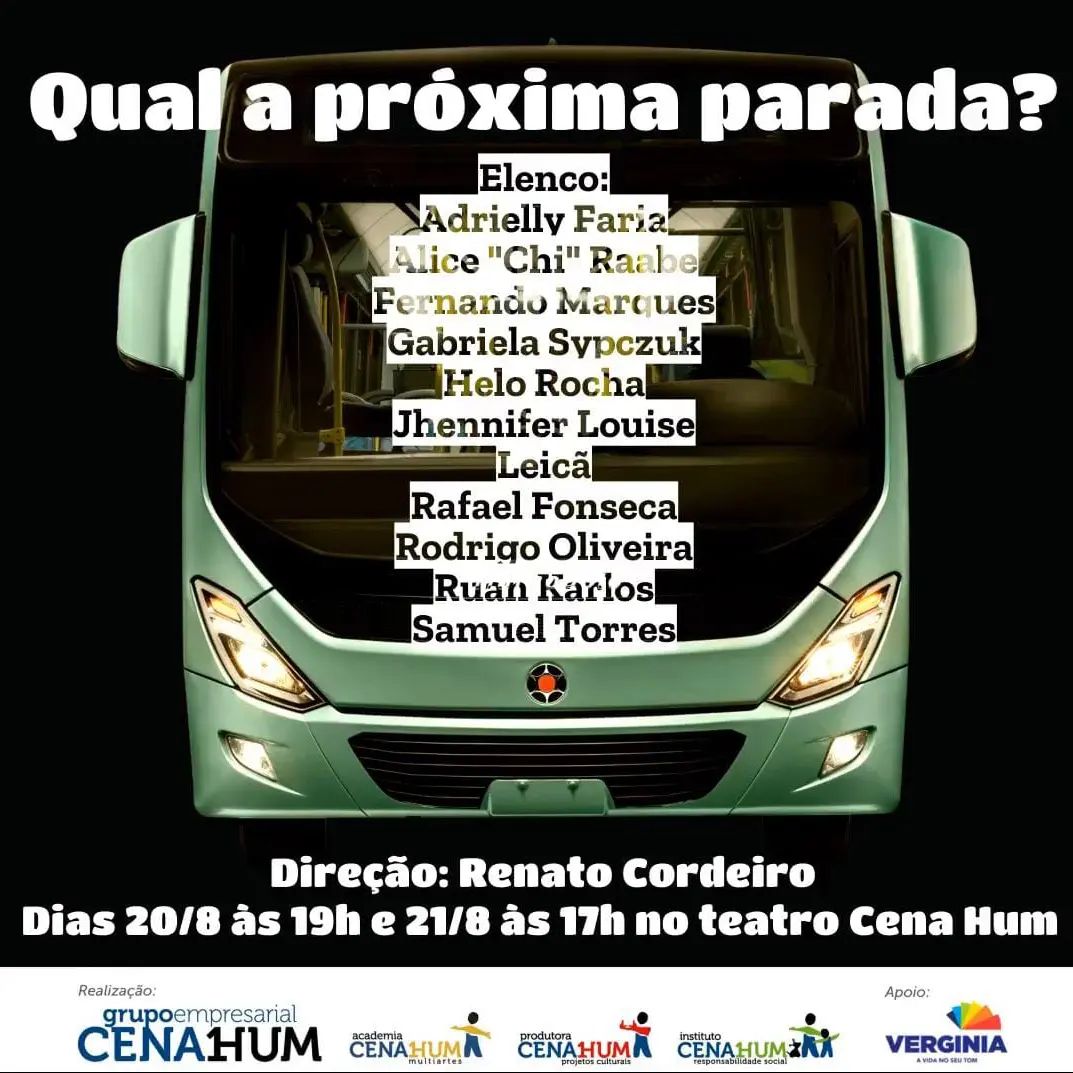 Qual a próxima parada?
Elenco:
Adrielly Faria
Alice "Chi" Raabe
Fernando Marques
Gabriela Sypczuk
Helo Rocha
Jhennifer Louise
Leicã
Rafael Fonseca
Rodrigo Oliveira
Ruan Karlos
Samuel Torres
Direção: Renato Cordeiro
Dias 20/8 às 19h e 21/8 às 17h no teatro Cena Hum
Realização:
grupoempresarial
CENAHUM
academia
CENAHUM
multiartes
produtora
CENAHUM
projetos culturais
instituto
CENAHUM
responsabilidade social
Apoio:
VERGINIA
A VIDA NO SEU TOM